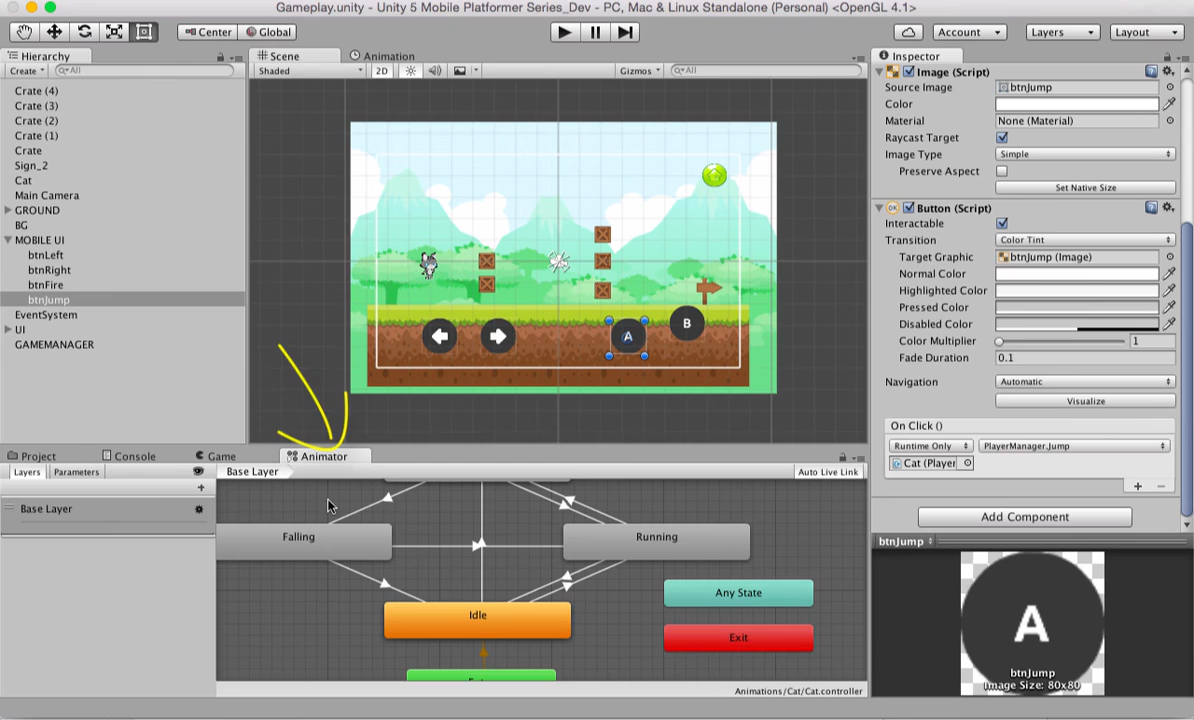 Gameplay.unity - Unity 5 Mobile Platformer Series_Dev - PC, Mac & Linux Standalone (Personal) <OpenGL 4.1>
Center Global Account Layers Layout
Hierarchy
Create All
Crate (4)
Crate (3)
Crate (2)
Crate (1)
Crate
Sign_2
Cat
Main Camera
GROUND
BG
MOBILE UI
btnLeft
btnRight
btnFire
btnJump
EventSystem
UI
GAMEMANAGER
Scene Animation
Shaded 2D Gizmos All
A
B
Project Console Game Animator
Layers Parameters Base Layer Auto Live Link
Base Layer
Falling
Running
Idle
Any State
Exit
Animations/Cat/Cat.controller
Inspector
Image (Script)
Source Image btnJump
Color
Material None (Material)
Raycast Target
Image Type Simple
Preserve Aspect
Set Native Size
OK Button (Script)
Interactable
Transition Color Tint
Target Graphic btnJump (Image)
Normal Color
Highlighted Color
Pressed Color
Disabled Color
Color Multiplier 1
Fade Duration 0.1
Navigation Automatic
Visualize
On Click ()
Runtime Only PlayerManager.Jump
Cat (Player
Add Component
btnJump
A
btnJump
Image Size: 80x80